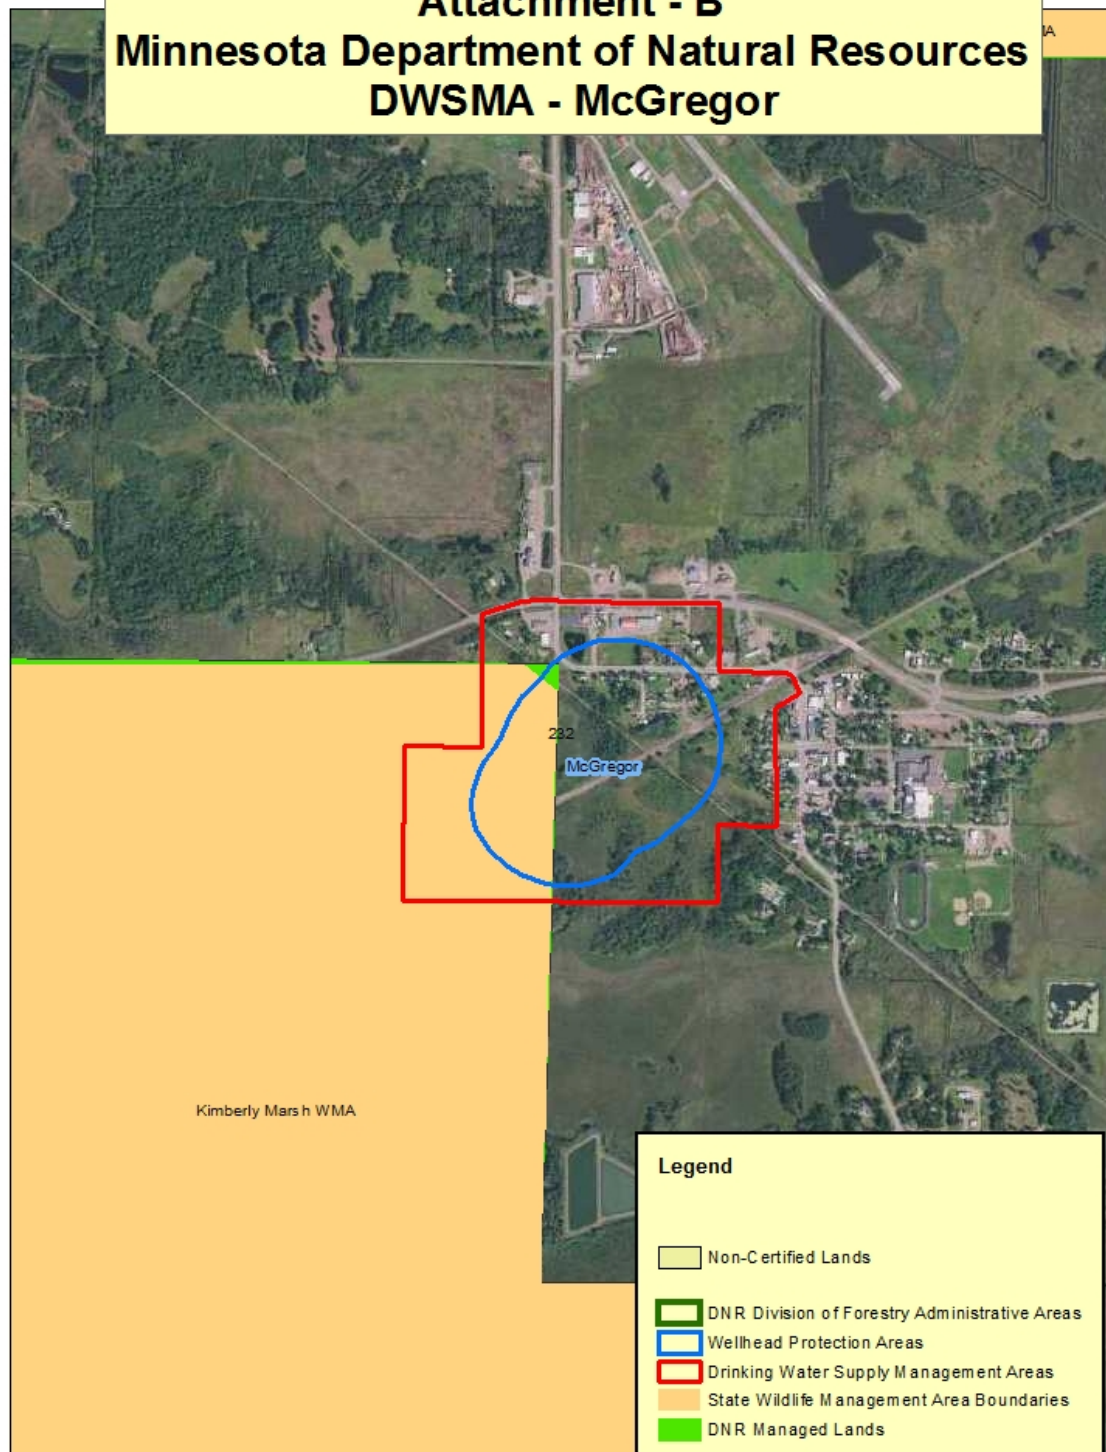 Attachment - B
Minnesota Department of Natural Resources
DWSMA - McGregor
232
McGregor
Kimberly Marsh WMA
Legend
Non-Certified Lands
DNR Division of Forestry Administrative Areas
Wellhead Protection Areas
Drinking Water Supply Management Areas
State Wildlife Management Area Boundaries
DNR Managed Lands